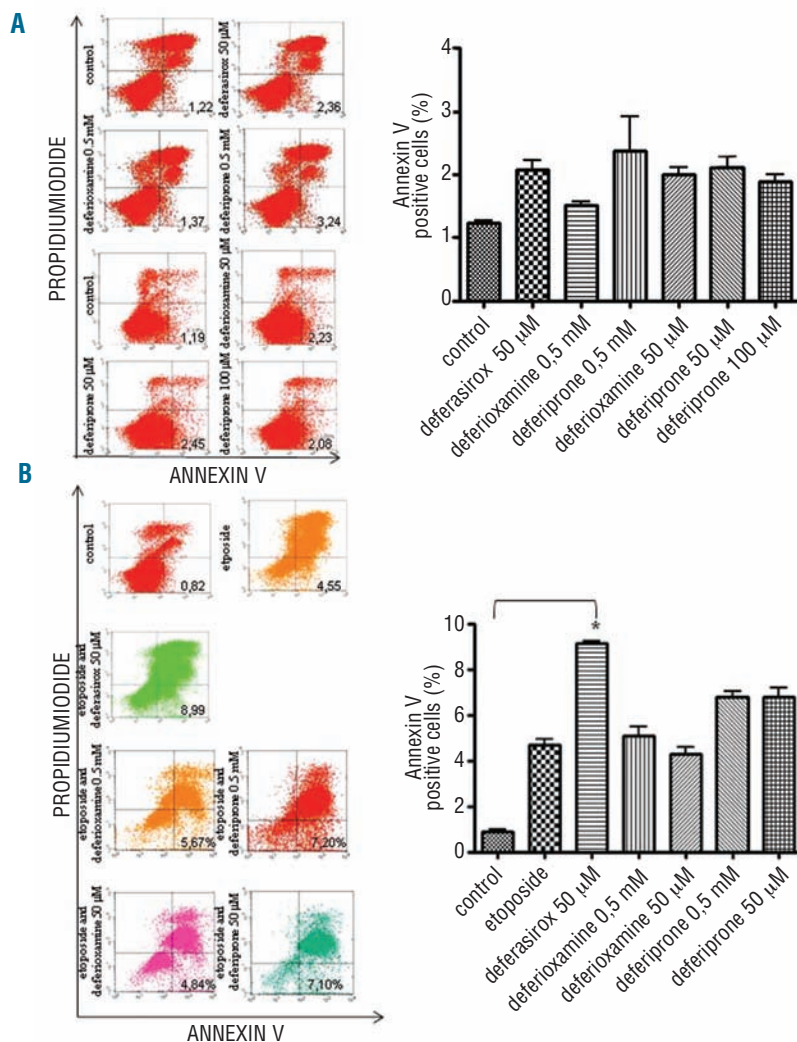 A
PROPIDIUMIODIDE
control
1,22
deferasirox 50 μM
2,36
deferioxamine 0.5 mM
1,37
deferiprone 0.5 mM
3,24
control
1,19
deferioxamine 50 μM
2,23
deferiprone 50 μM
2,45
deferiprone 100 μM
2,08
ANNEXIN V
Annexin V
positive cells (%)
4
3
2
1
0
control
deferasirox 50 μM
deferioxamine 0,5 mM
deferiprone 0,5 mM
deferioxamine 50 μM
deferiprone 50 μM
deferiprone 100 μM
B
PROPIDIUMIODIDE
control
0,82
etposide
4,55
etoposide and
deferasirox 50 μM
8,99
etoposide and
deferioxamine 0.5 mM
5,67%
etoposide and
deferiprone 0.5 mM
7,20%
etoposide and
deferioxamine 50 μM
4,84%
etoposide and
deferiprone 50 μM
7,10%
ANNEXIN V
Annexin V
positive cells (%)
10
8
6
4
2
0
*
control
etoposide
deferasirox 50 μM
deferioxamine 0,5 mM
deferioxamine 50 μM
deferiprone 0,5 mM
deferiprone 50 μM